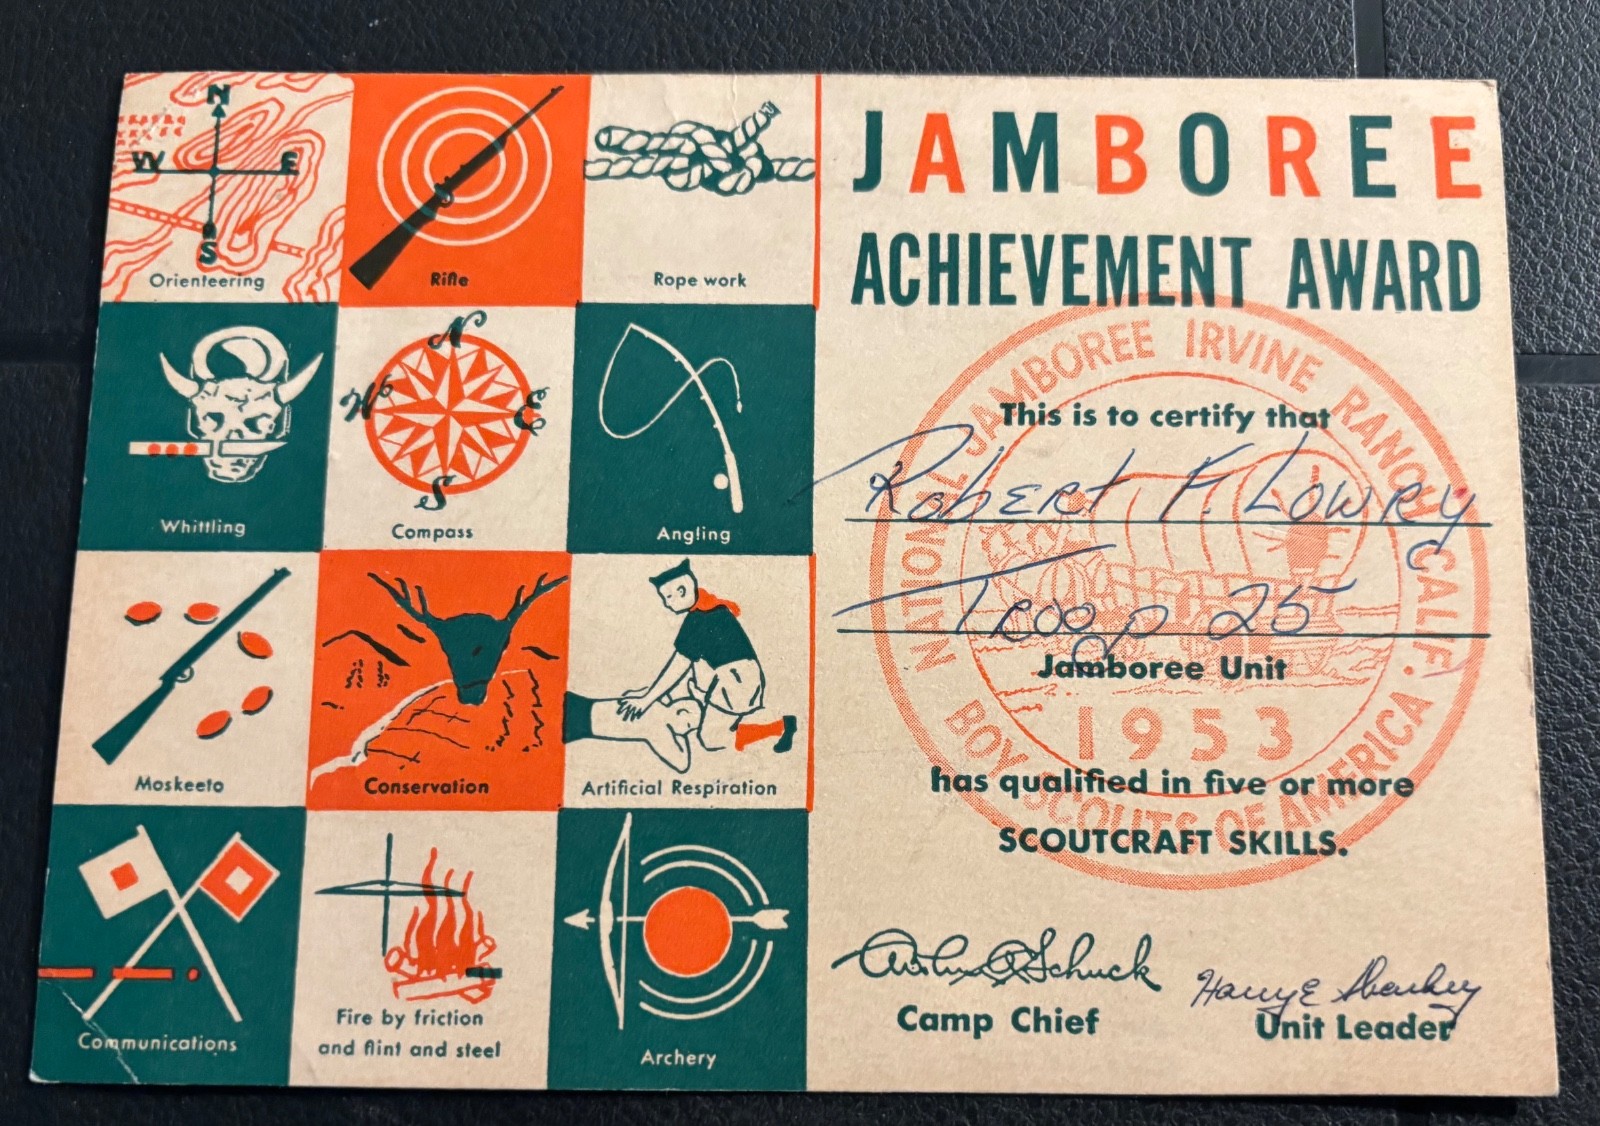 N
W E
S
Orienteering
Rifle
Rope work
Whittling
N
W E
S
Compass
Angling
Moskeeto
Conservation
Artificial Respiration
Communications
Fire by friction
and flint and steel
Archery
JAMBOREE
ACHIEVEMENT AWARD
NATIONAL JAMBOREE IRVINE RANCH CALIF.
This is to certify that
Robert F. Lowry
Troop 25
Jamboree Unit
1953
BOY SCOUTS OF AMERICA
has qualified in five or more
SCOUTCRAFT SKILLS.
Schuck
Harry E
Camp Chief
Unit Leader